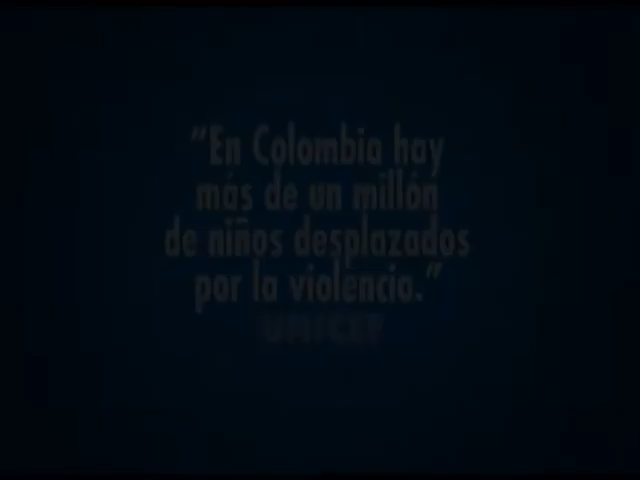 “En Colombia hay
más de un millón
de niños desplazados
por la violencia.”
UNICEF